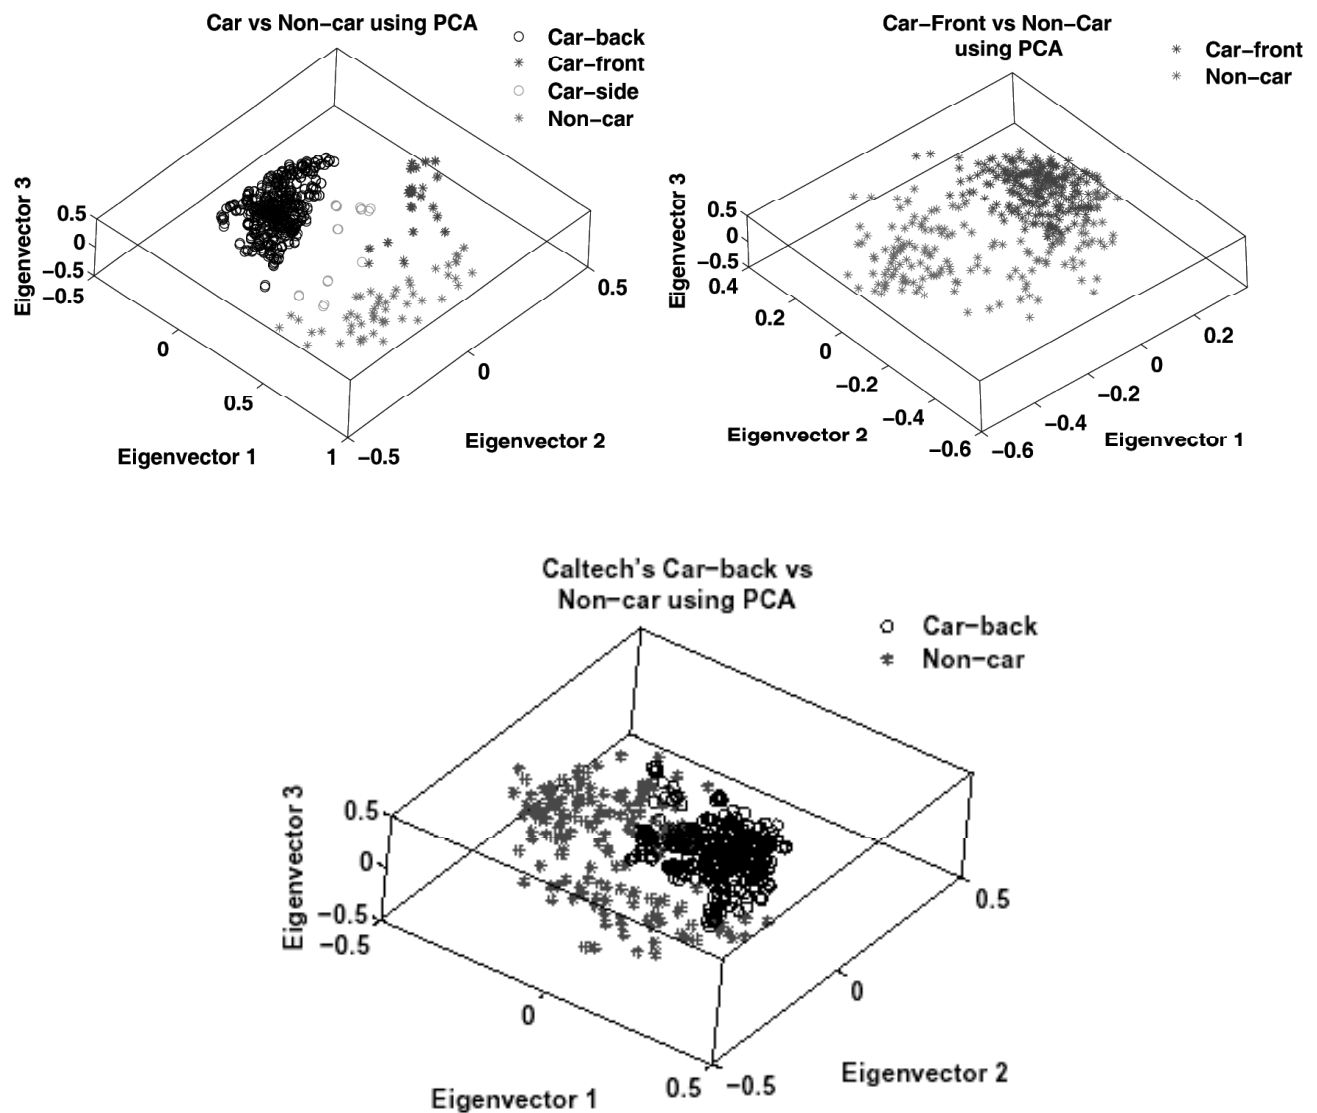 Car vs Non-car using PCA
Car-back
Car-front
Car-side
Non-car
Eigenvector 3
0.5
0
-0.5
-0.5
0
0.5
1
Eigenvector 1
-0.5
0
0.5
Eigenvector 2
Car-Front vs Non-Car
using PCA
Car-front
Non-car
Eigenvector 3
0.5
0
-0.5
0.4
0.2
0
-0.2
-0.4
-0.6
Eigenvector 2
-0.6
-0.4
-0.2
0
0.2
Eigenvector 1
Caltech's Car-back vs
Non-car using PCA
Car-back
Non-car
Eigenvector 3
0.5
0
-0.5
-0.5
0
0.5
Eigenvector 1
-0.5
0
0.5
Eigenvector 2